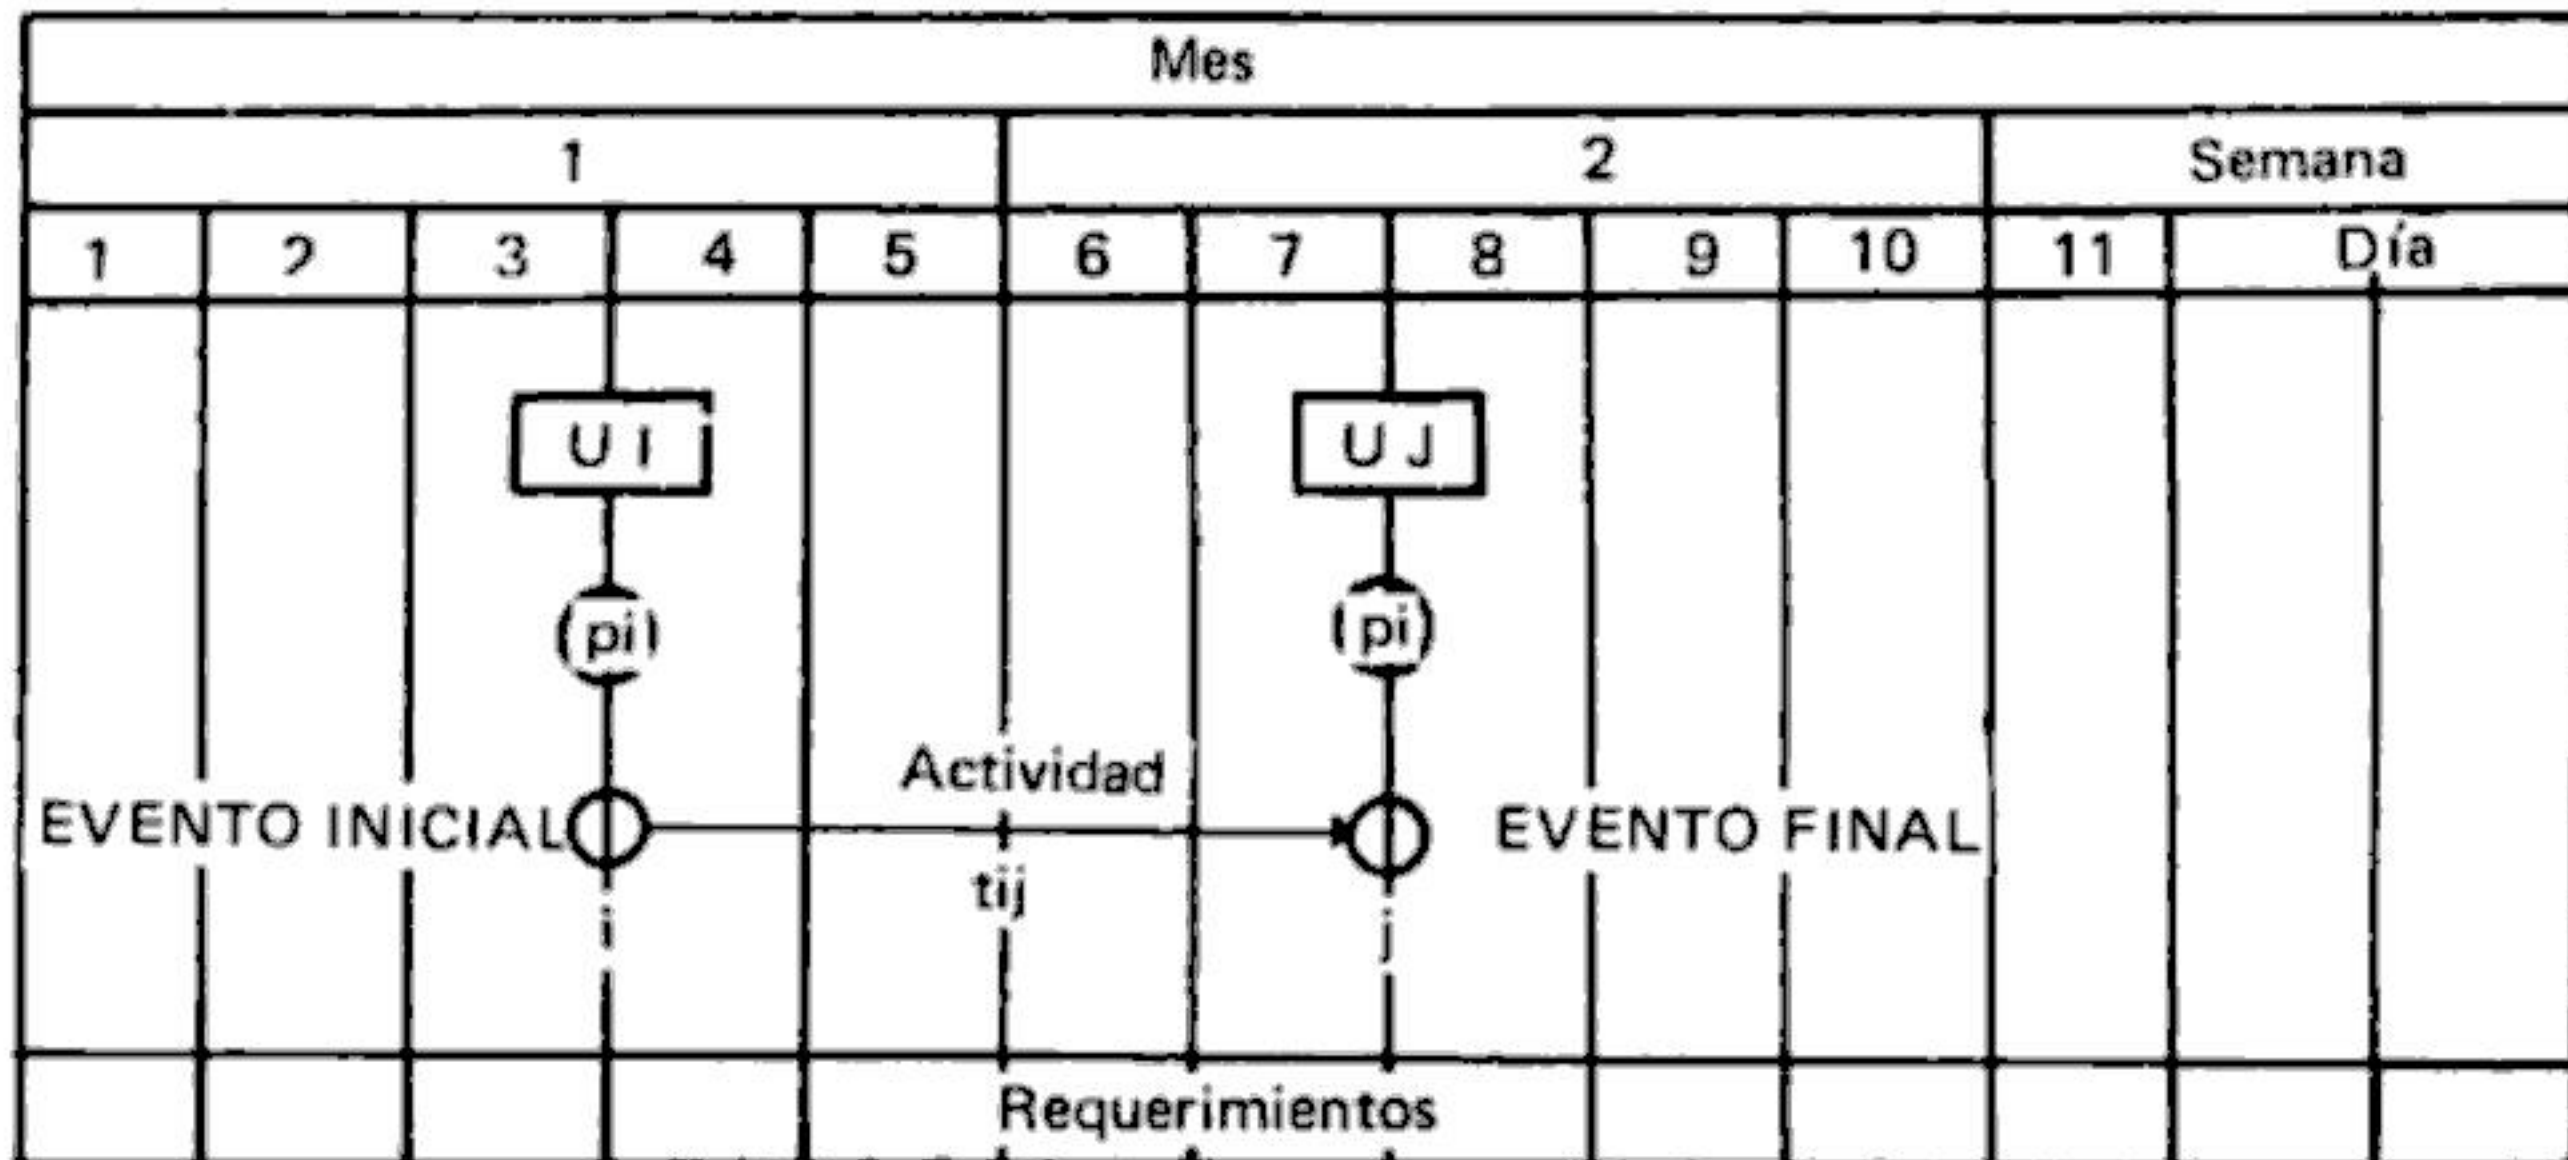 Mes
1 2 Semana
1 2 3 4 5 6 7 8 9 10 11 Día
U I U J
pi pi
Actividad
EVENTO INICIAL EVENTO FINAL
tij
i j
Requerimientos